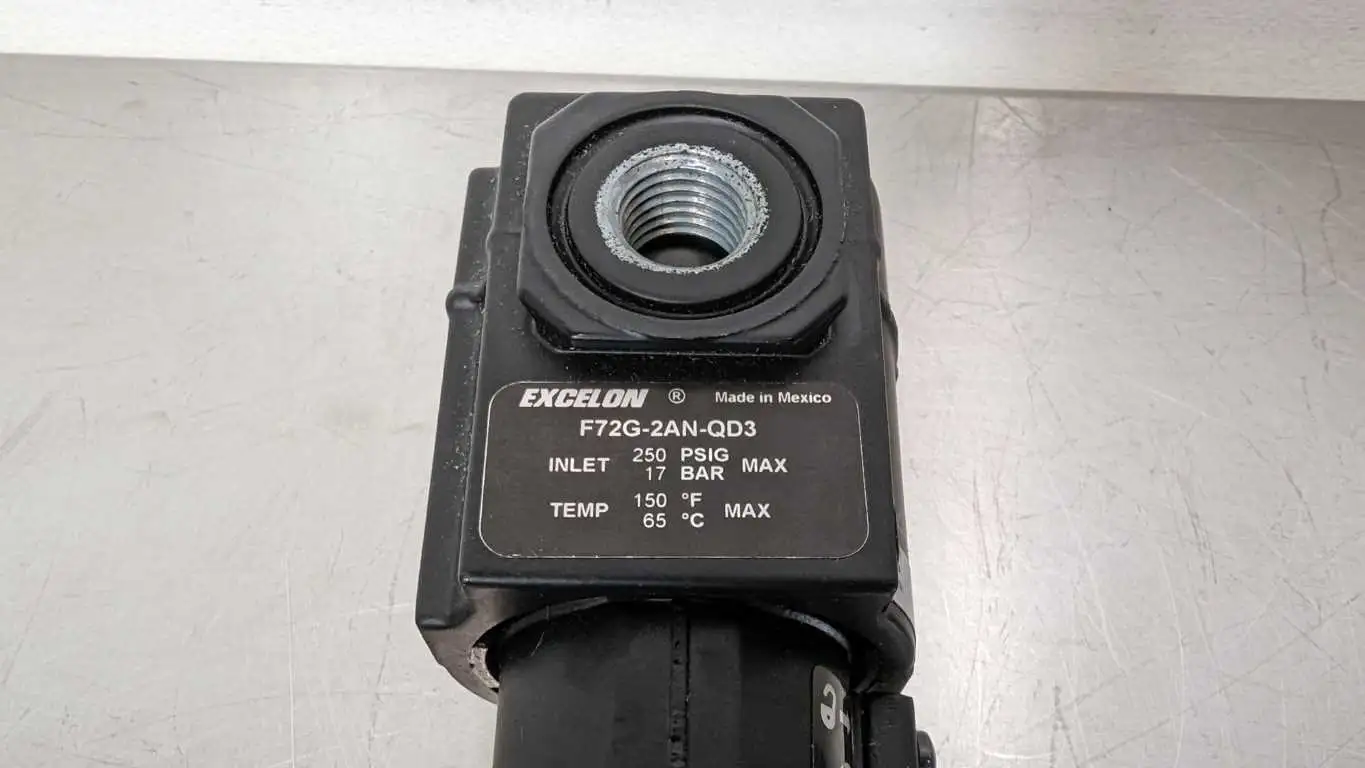 EXCELON ® Made in Mexico
F72G-2AN-QD3
INLET 250 PSIG MAX
17 BAR
TEMP 150 °F MAX
65 °C